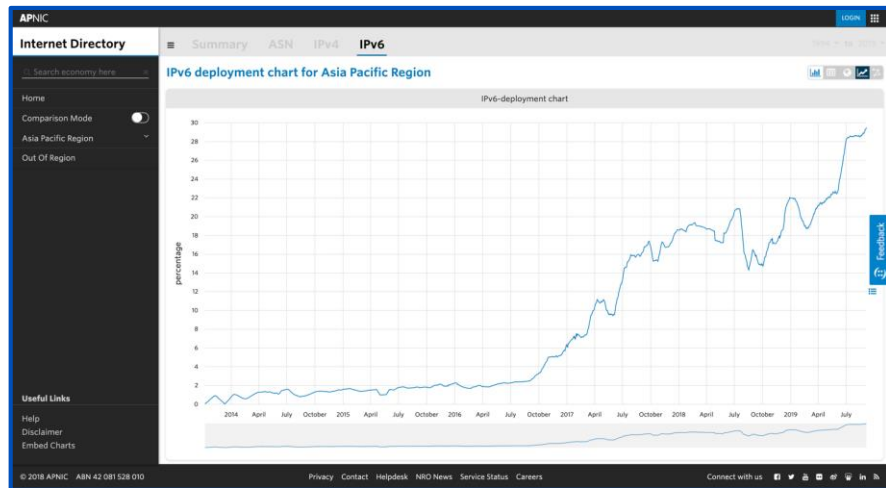 APNIC
LOGIN
Internet Directory
Summary ASN IPv4 IPv6
Search economy here
IPv6 deployment chart for Asia Pacific Region
Home
Comparison Mode
Asia Pacific Region
Out Of Region
IPv6-deployment chart
percentage
30
28
26
24
22
20
18
16
14
12
10
8
6
4
2
0
2014 April July October 2015 April July October 2016 April July October 2017 April July October 2018 April July October 2019 April July
Feedback
Useful Links
Help
Disclaimer
Embed Charts
© 2018 APNIC ABN 42 081 528 010
Privacy Contact Helpdesk NRO News Service Status Careers
Connect with us